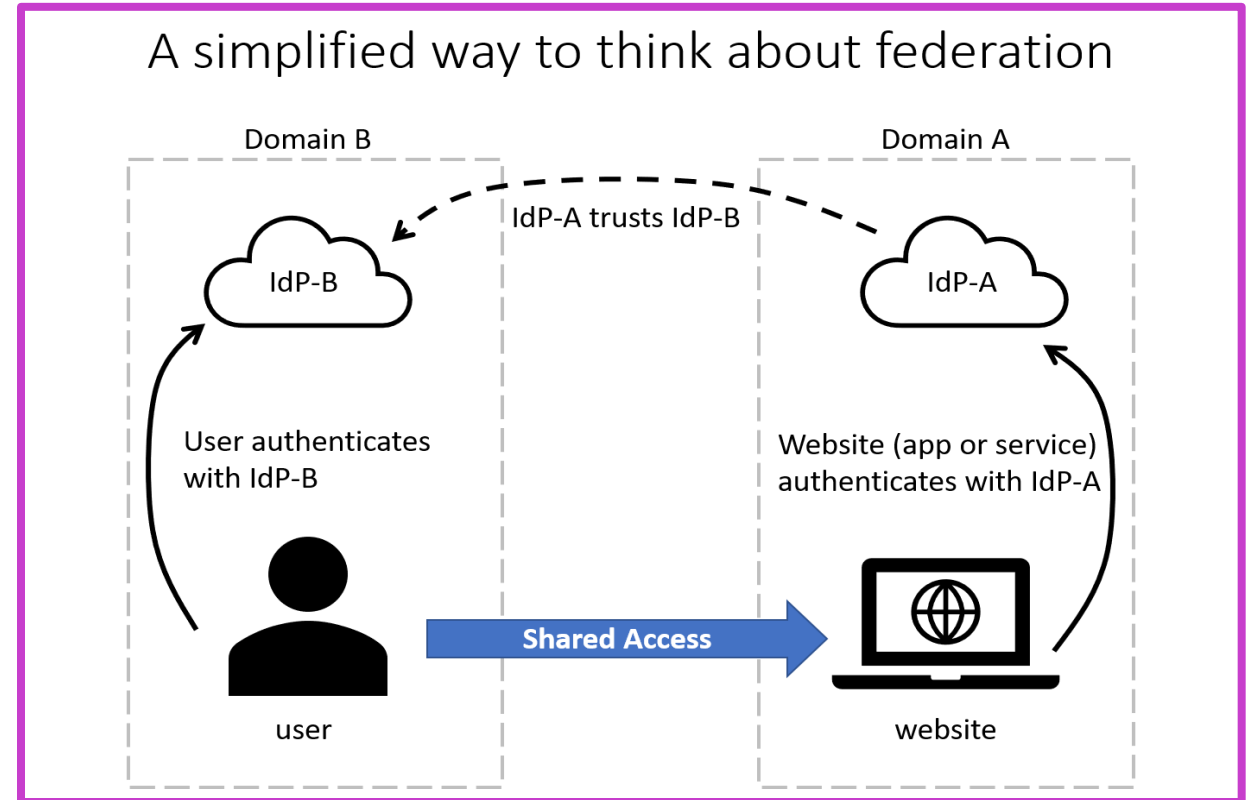 A simplified way to think about federation
Domain B
Domain A
IdP-A trusts IdP-B
IdP-B
IdP-A
User authenticates
with IdP-B
Website (app or service)
authenticates with IdP-A
Shared Access
user
website